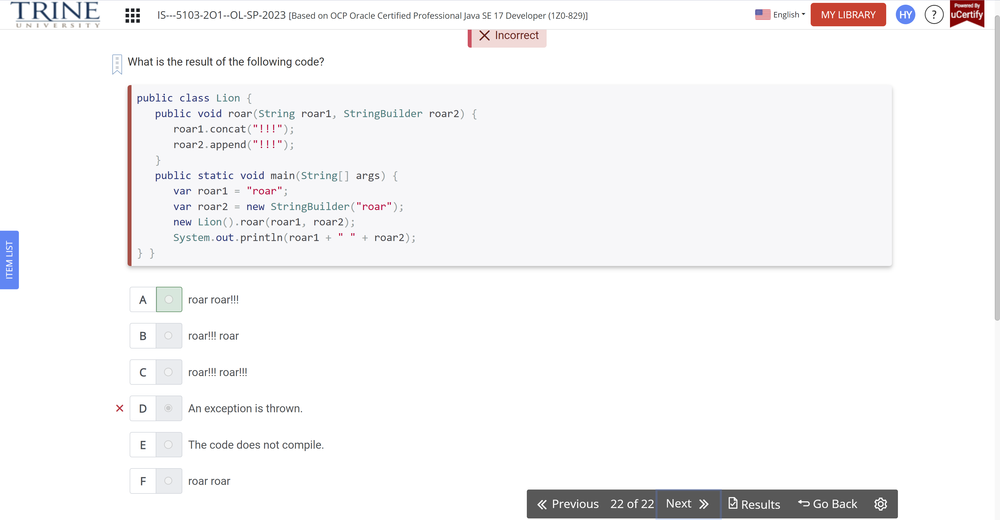 TRINE
UNIVERSITY
IS---5103-2O1--OL-SP-2023 [Based on OCP Oracle Certified Professional Java SE 17 Developer (1Z0-829)]
English
MY LIBRARY
HY
?
Powered By
uCertify
Incorrect
What is the result of the following code?
public class Lion {
   public void roar(String roar1, StringBuilder roar2) {
      roar1.concat("!!!");
      roar2.append("!!!");
   }
   public static void main(String[] args) {
      var roar1 = "roar";
      var roar2 = new StringBuilder("roar");
      new Lion().roar(roar1, roar2);
      System.out.println(roar1 + " " + roar2);
} }
ITEM LIST
A roar roar!!!
B roar!!! roar
C roar!!! roar!!!
D An exception is thrown.
E The code does not compile.
F roar roar
Previous 22 of 22 Next Results Go Back